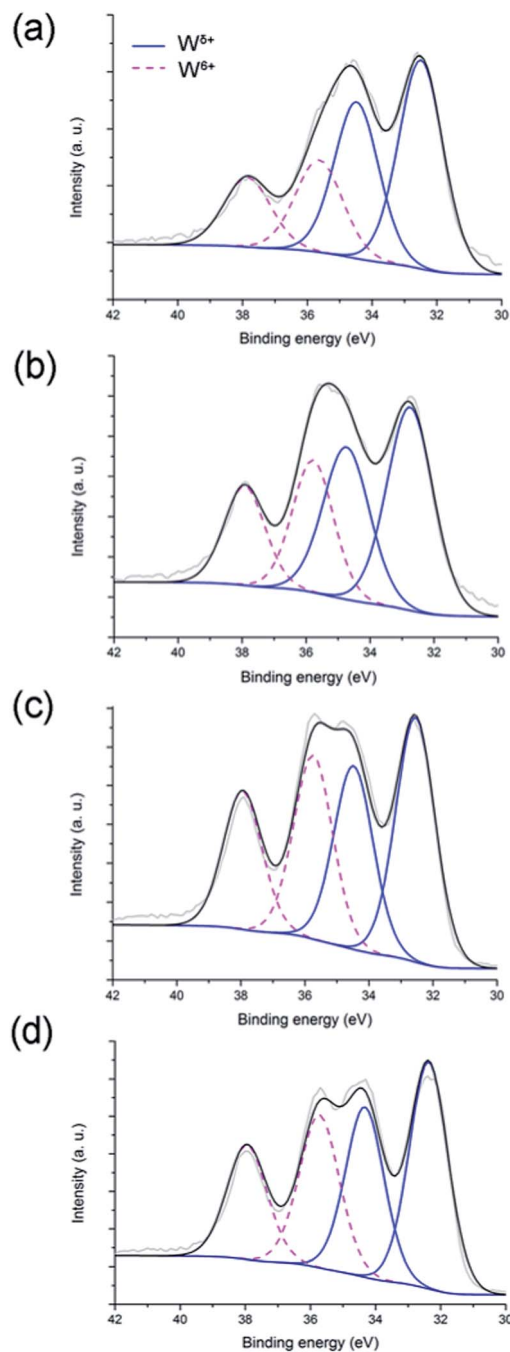 (a)
W^δ+
W^6+
Intensity (a. u.)
42 40 38 36 34 32 30
Binding energy (eV)
(b)
Intensity (a. u.)
42 40 38 36 34 32 30
Binding energy (eV)
(c)
Intensity (a. u.)
42 40 38 36 34 32 30
Binding energy (eV)
(d)
Intensity (a. u.)
42 40 38 36 34 32 30
Binding energy (eV)